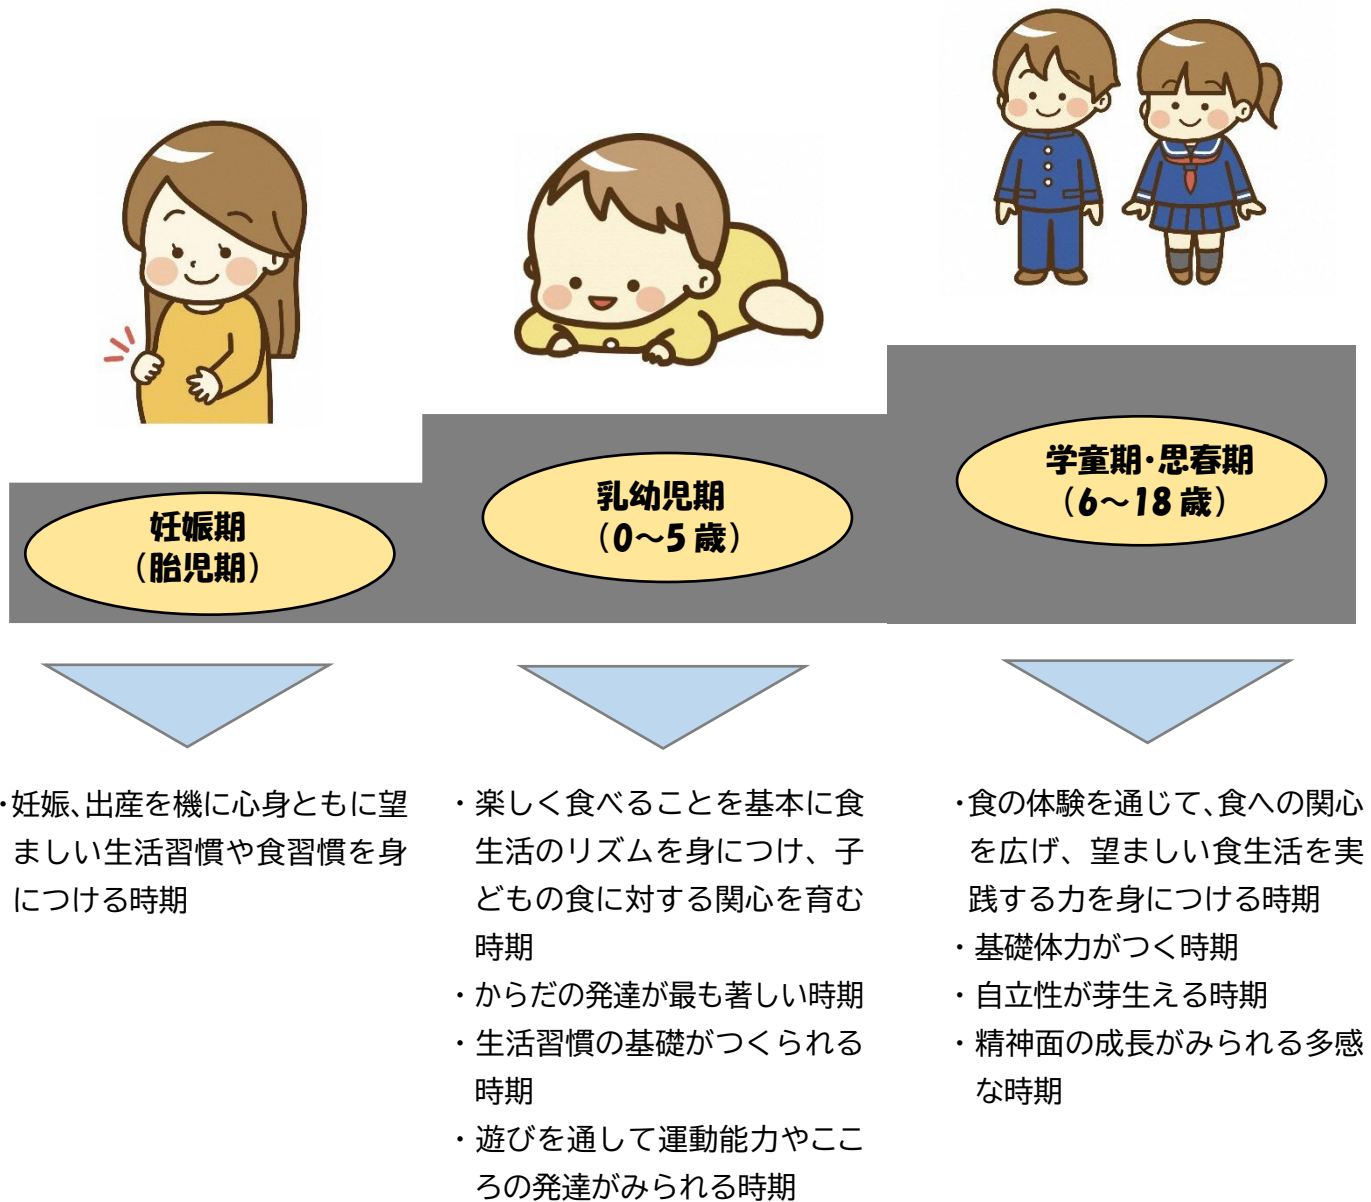 妊娠期
（胎児期）
・妊娠、出産を機に心身ともに望
ましい生活習慣や食習慣を身
につける時期
乳幼児期
（0～5歳）
・楽しく食べることを基本に食
生活のリズムを身につけ、子
どもの食に対する関心を育む
時期
・からだの発達が最も著しい時期
・生活習慣の基礎がつくられる
時期
・遊びを通して運動能力やここ
ろの発達がみられる時期
学童期・思春期
（6～18歳）
・食の体験を通じて、食への関心
を広げ、望ましい食生活を実
践する力を身につける時期
・基礎体力がつく時期
・自立性が芽生える時期
・精神面の成長がみられる多感
な時期